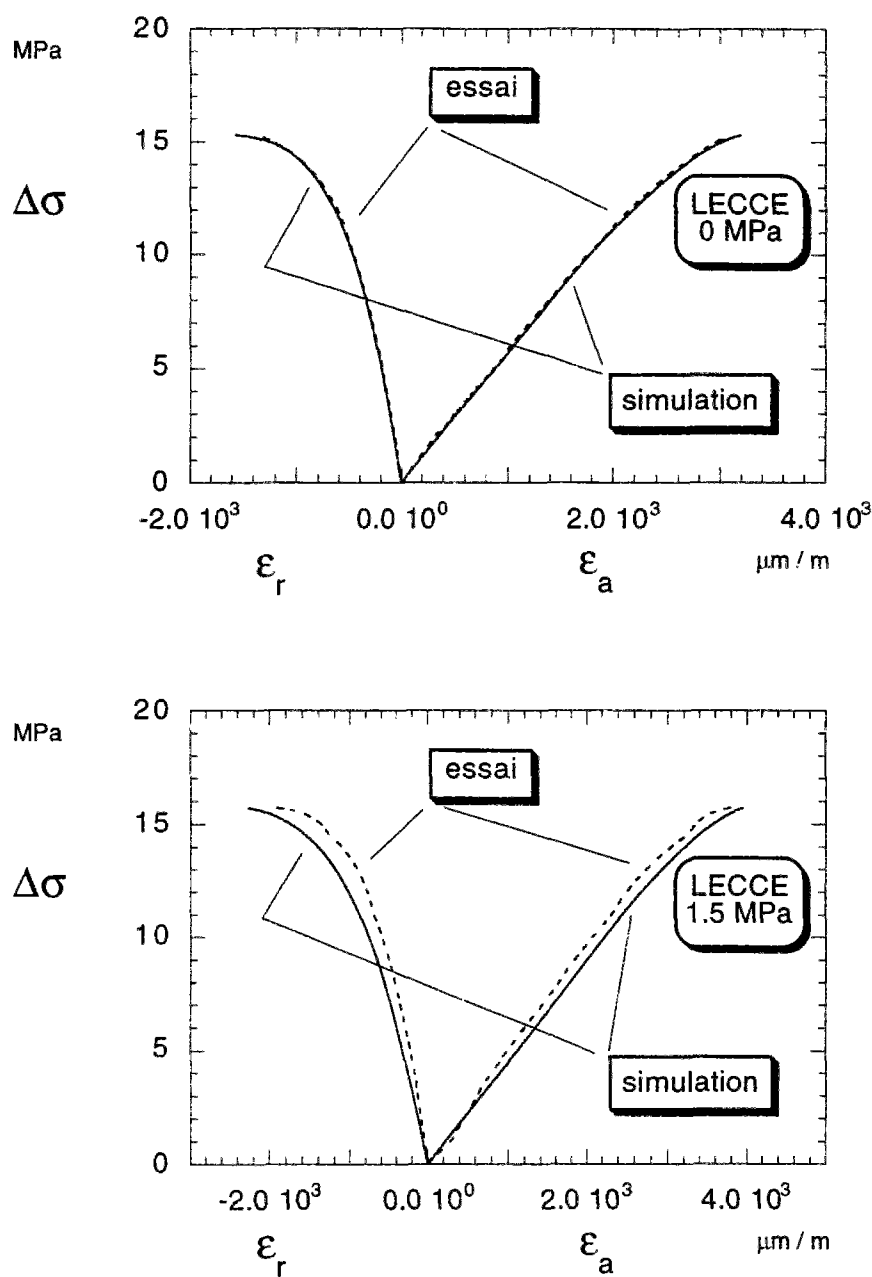 20
MPa
essai
15
Δσ
LECCE
0 MPa
10
5
simulation
0
-2.0 10³ 0.0 10⁰ 2.0 10³ 4.0 10³
εr εa μm / m
20
MPa
essai
15
Δσ
LECCE
1.5 MPa
10
5
simulation
0
-2.0 10³ 0.0 10⁰ 2.0 10³ 4.0 10³
εr εa μm / m